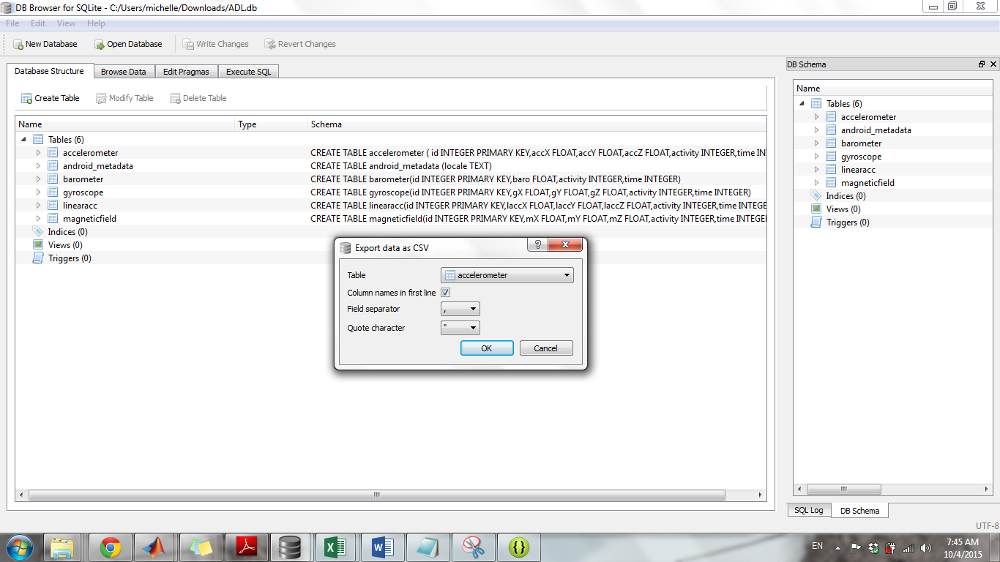 DB Browser for SQLite - C:/Users/michelle/Downloads/ADL.db
File Edit View Help
New Database Open Database Write Changes Revert Changes
Database Structure Browse Data Edit Pragmas Execute SQL
Create Table Modify Table Delete Table
Name Type Schema
Tables (6)
accelerometer CREATE TABLE accelerometer ( id INTEGER PRIMARY KEY,accX FLOAT,accY FLOAT,accZ FLOAT,activity INTEGER,time IN
android_metadata CREATE TABLE android_metadata (locale TEXT)
barometer CREATE TABLE barometer(id INTEGER PRIMARY KEY,baro FLOAT,activity INTEGER,time INTEGER)
gyroscope CREATE TABLE gyroscope(id INTEGER PRIMARY KEY,gX FLOAT,gY FLOAT,gZ FLOAT,activity INTEGER,time INTEGER)
linearacc CREATE TABLE linearacc(id INTEGER PRIMARY KEY,laccX FLOAT,laccY FLOAT,laccZ FLOAT,activity INTEGER,time INTEGE
magneticfield CREATE TABLE magneticfield(id INTEGER PRIMARY KEY,mX FLOAT,mY FLOAT,mZ FLOAT,activity INTEGER,time INTEGE
Indices (0)
Views (0)
Triggers (0)
Export data as CSV
?
Table accelerometer
Column names in first line
Field separator ,
Quote character "
OK Cancel
DB Schema
Name
Tables (6)
accelerometer
android_metadata
barometer
gyroscope
linearacc
magneticfield
Indices (0)
Views (0)
Triggers (0)
SQL Log DB Schema
UTF-8
EN
7:45 AM
10/4/2015